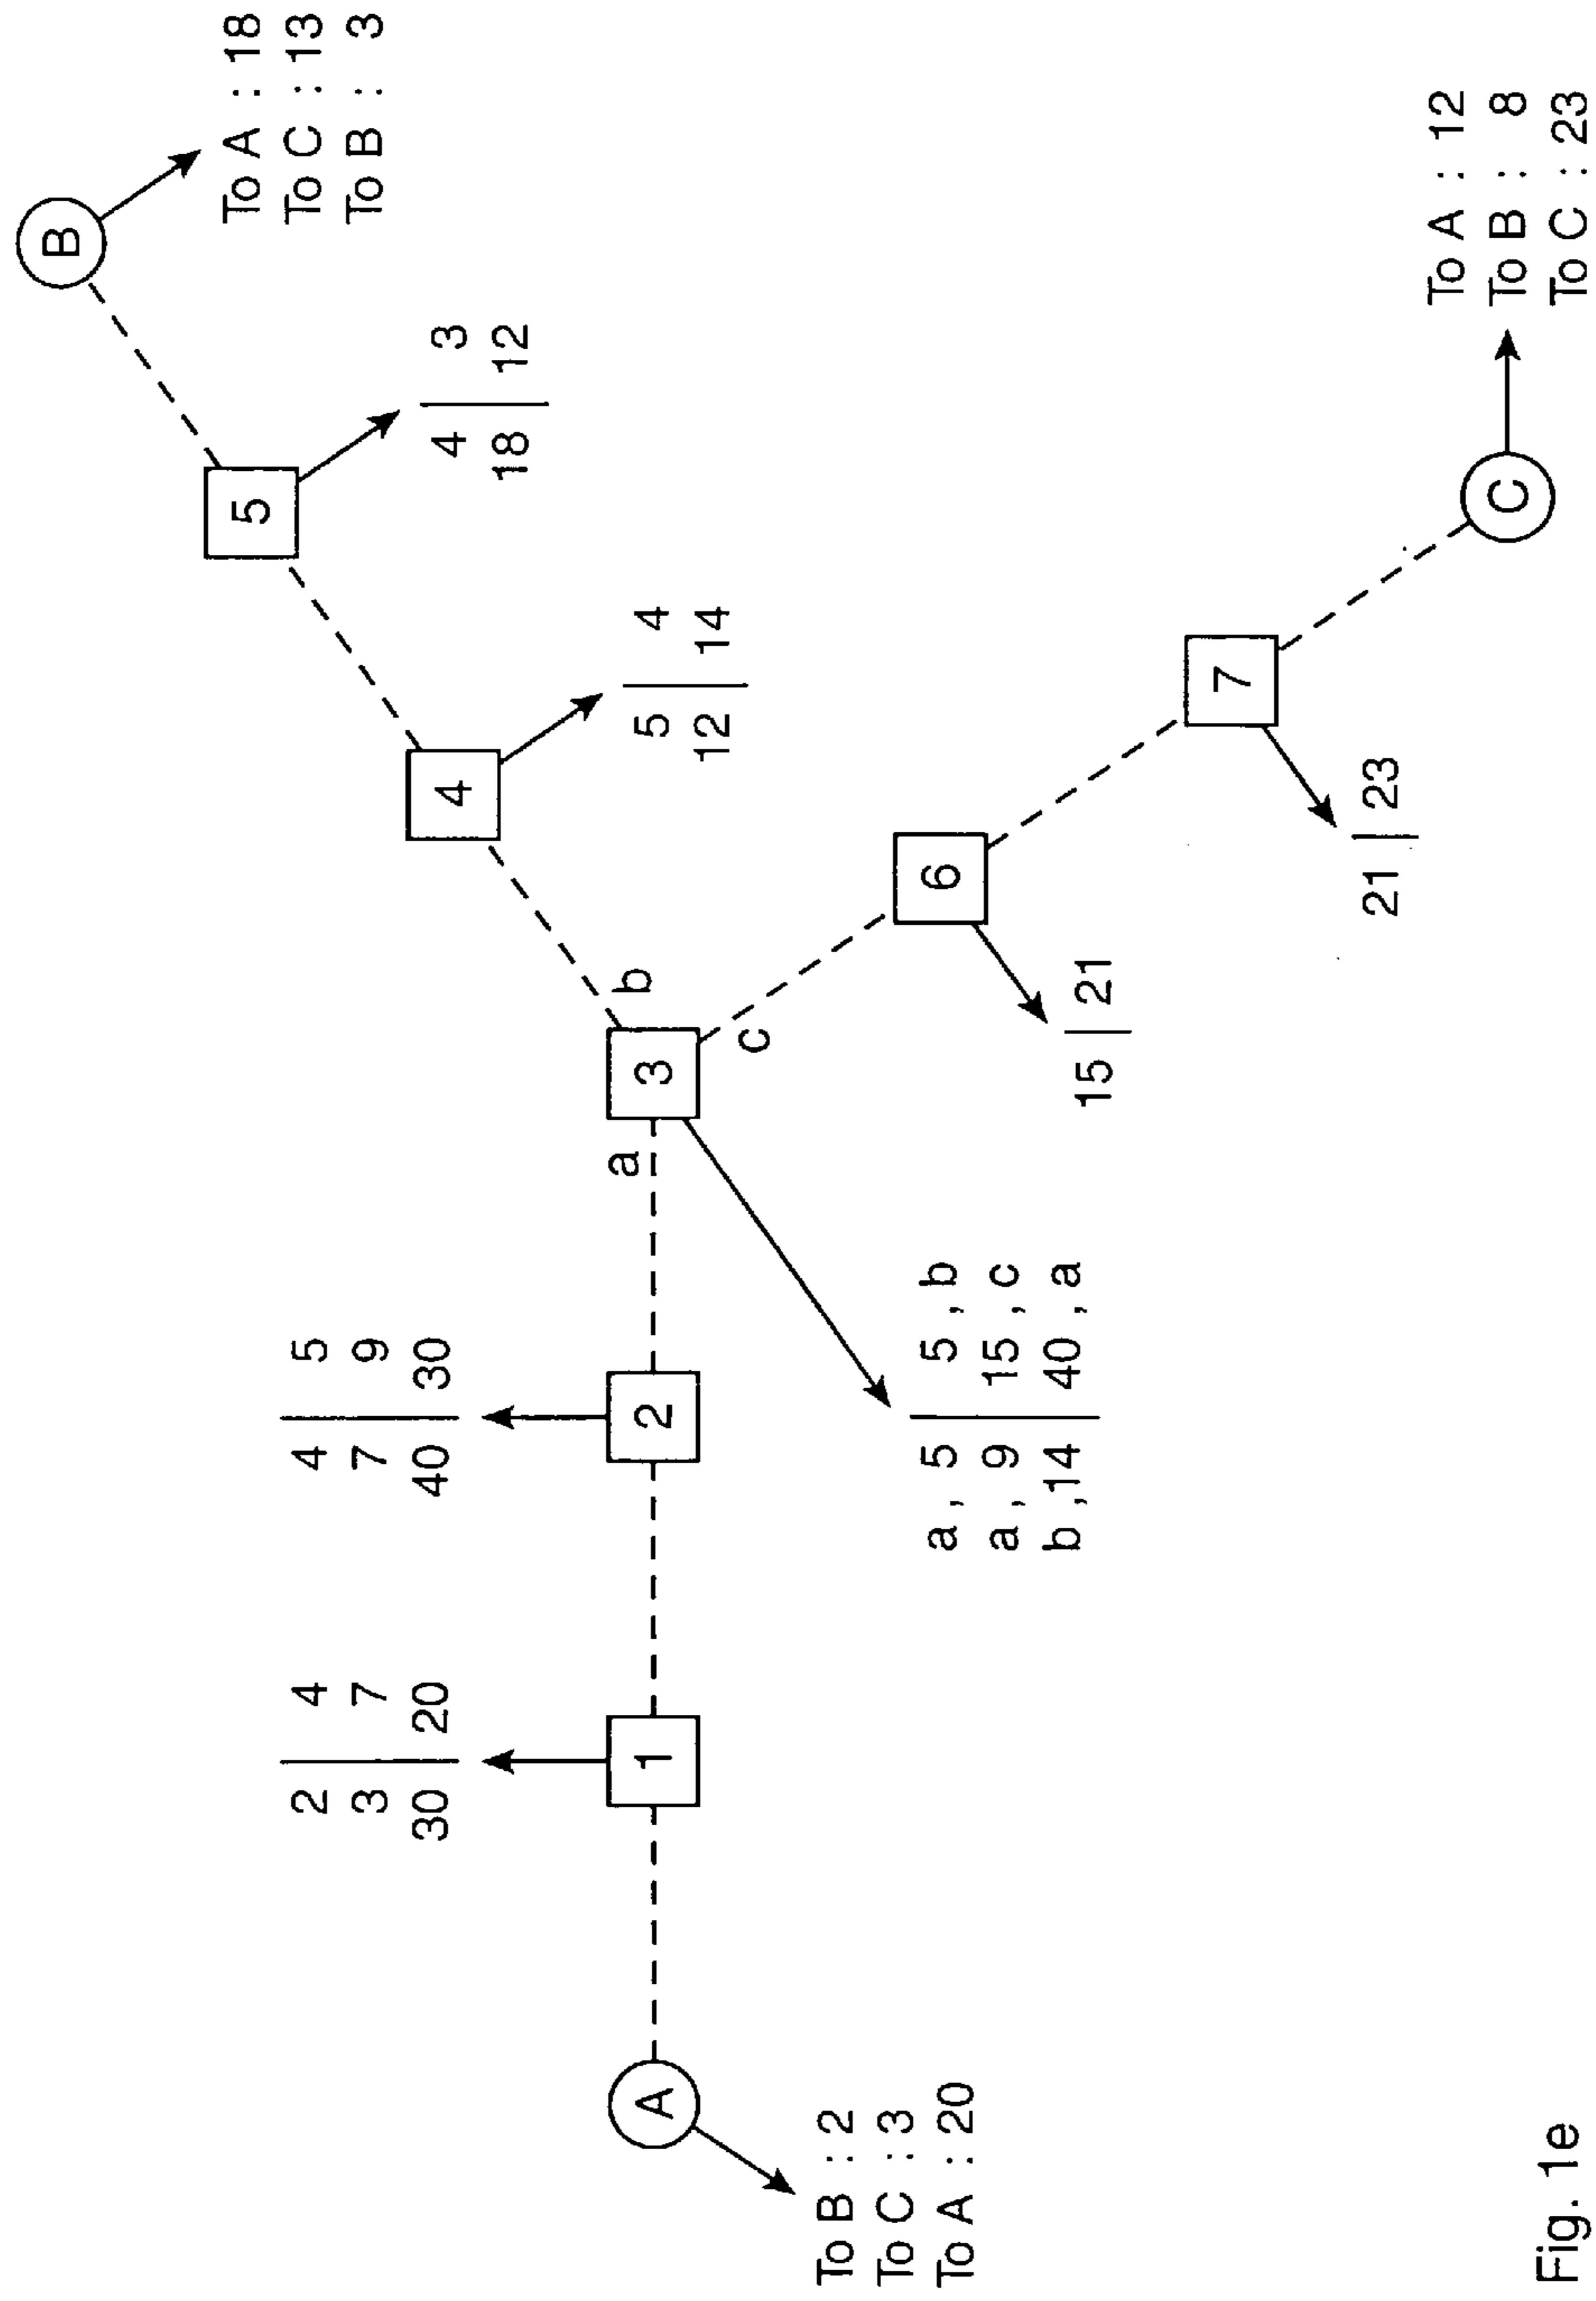 B
To A : 18
To C : 13
To B : 3
5
4 | 3
18 | 12
4
5 | 4
12 | 14
4 5
7 9
40 30
2 4
3 7
30 20
A
1
2
a
3
b
c
6
15 | 21
7
21 | 23
C
To A : 12
To B : 8
To C : 23
a, 5 | 5, b
a, 9 | 15, c
b, 14 | 40, a
To B : 2
To C : 3
To A : 20
Fig. 1e